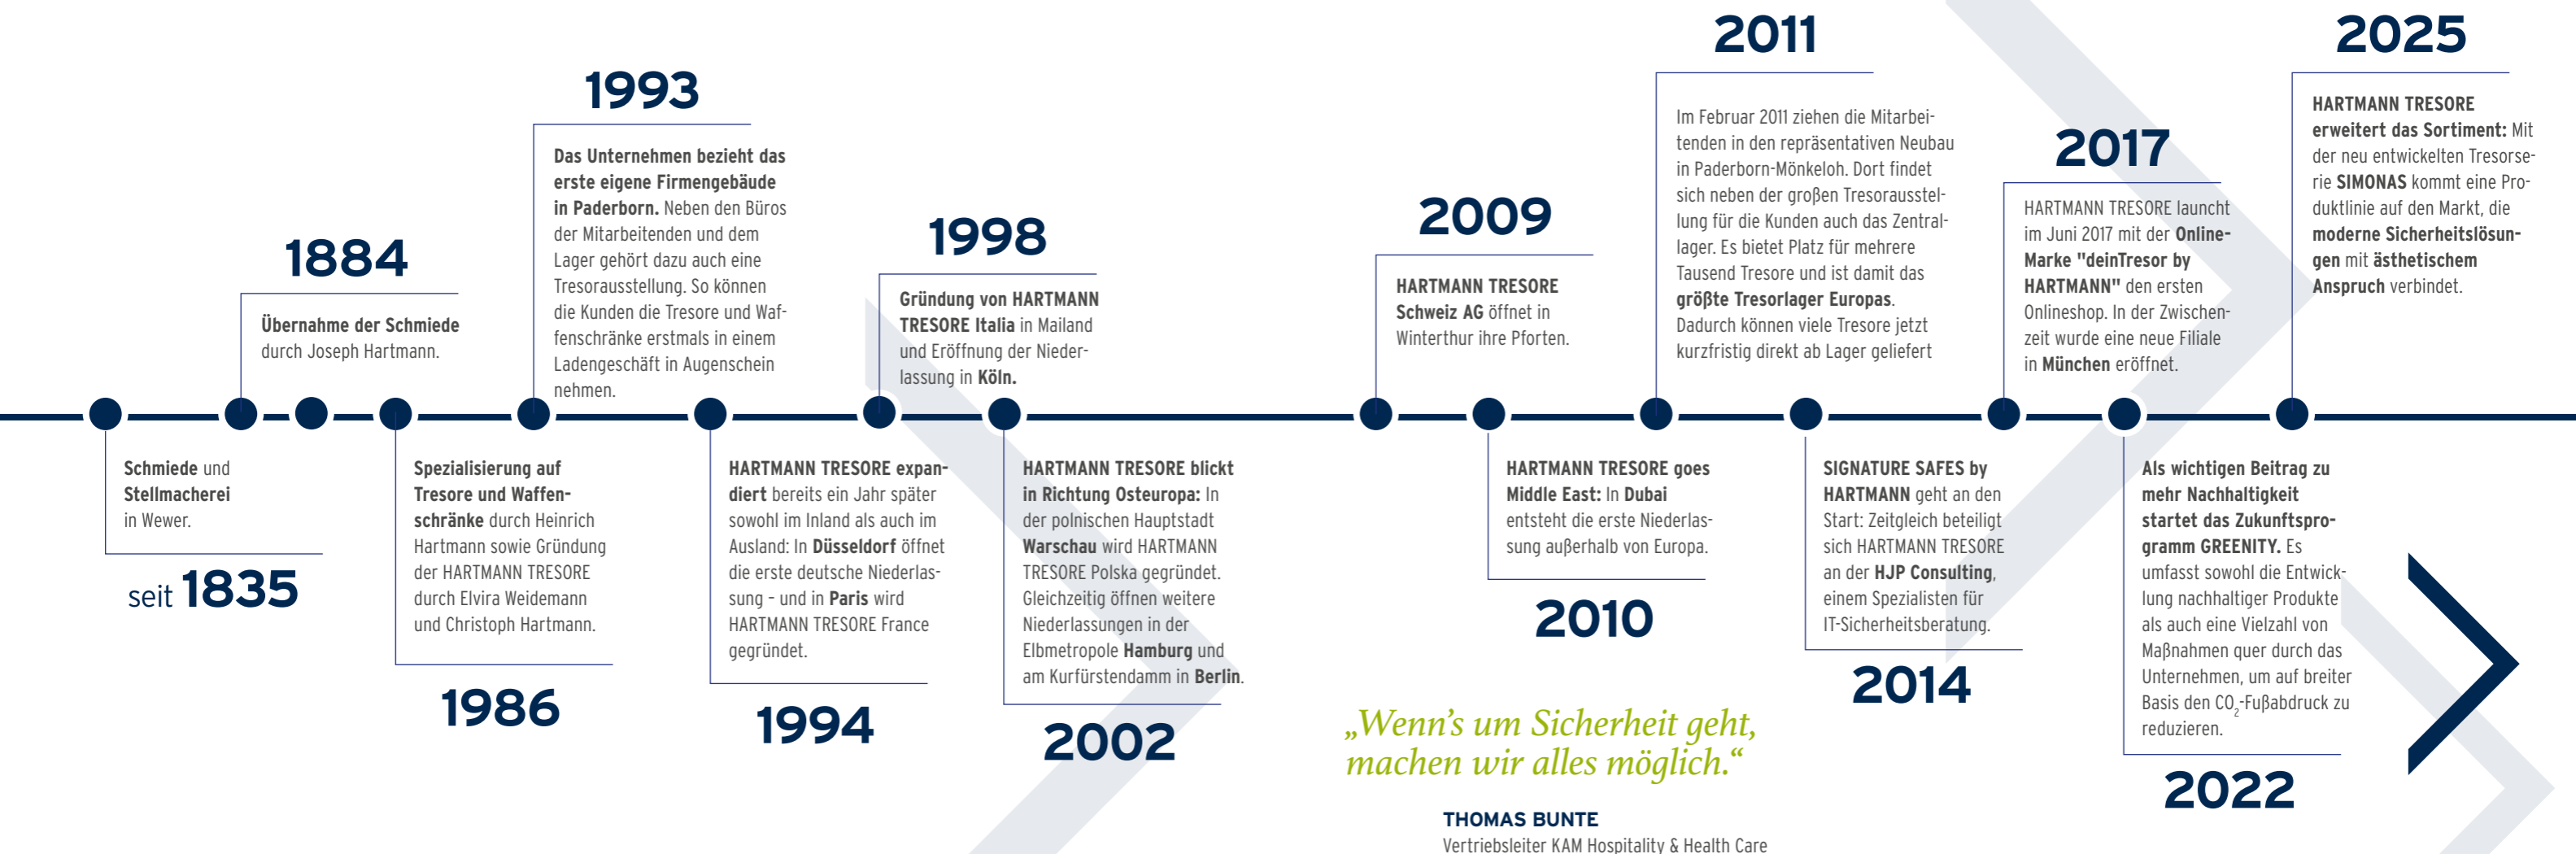 seit 1835
Schmiede und
Stellmacherei
in Wewer.
1884
Übernahme der Schmiede
durch Joseph Hartmann.
Spezialisierung auf
Tresore und Waffen-
schränke durch Heinrich
Hartmann sowie Gründung
der HARTMANN TRESORE
durch Elvira Weidemann
und Christoph Hartmann.
1986
1993
Das Unternehmen bezieht das
erste eigene Firmengebäude
in Paderborn. Neben den Büros
der Mitarbeitenden und dem
Lager gehört dazu auch eine
Tresorausstellung. So können
die Kunden die Tresore und Waf-
fenschränke erstmals in einem
Ladengeschäft in Augenschein
nehmen.
HARTMANN TRESORE expan-
diert bereits ein Jahr später
sowohl im Inland als auch im
Ausland: In Düsseldorf öffnet
die erste deutsche Niederlas-
sung – und in Paris wird
HARTMANN TRESORE France
gegründet.
1994
1998
Gründung von HARTMANN
TRESORE Italia in Mailand
und Eröffnung der Nieder-
lassung in Köln.
HARTMANN TRESORE blickt
in Richtung Osteuropa: In
der polnischen Hauptstadt
Warschau wird HARTMANN
TRESORE Polska gegründet.
Gleichzeitig öffnen weitere
Niederlassungen in der
Elbmetropole Hamburg und
am Kurfürstendamm in Berlin.
2002
2009
HARTMANN TRESORE
Schweiz AG öffnet in
Winterthur ihre Pforten.
HARTMANN TRESORE goes
Middle East: In Dubai
entsteht die erste Niederlas-
sung außerhalb von Europa.
2010
2011
Im Februar 2011 ziehen die Mitarbei-
tenden in den repräsentativen Neubau
in Paderborn-Mönkeloh. Dort findet
sich neben der großen Tresorausstel-
lung für die Kunden auch das Zentral-
lager. Es bietet Platz für mehrere
Tausend Tresore und ist damit das
größte Tresorlager Europas.
Dadurch können viele Tresore jetzt
kurzfristig direkt ab Lager geliefert
SIGNATURE SAFES by
HARTMANN geht an den
Start: Zeitgleich beteiligt
sich HARTMANN TRESORE
an der HJP Consulting,
einem Spezialisten für
IT-Sicherheitsberatung.
2014
2017
HARTMANN TRESORE launcht
im Juni 2017 mit der Online-
Marke "deinTresor by
HARTMANN" den ersten
Onlineshop. In der Zwischen-
zeit wurde eine neue Filiale
in München eröffnet.
Als wichtigen Beitrag zu
mehr Nachhaltigkeit
startet das Zukunftspro-
gramm GREENITY. Es
umfasst sowohl die Entwick-
lung nachhaltiger Produkte
als auch eine Vielzahl von
Maßnahmen quer durch das
Unternehmen, um auf breiter
Basis den CO₂-Fußabdruck zu
reduzieren.
2022
2025
HARTMANN TRESORE
erweitert das Sortiment: Mit
der neu entwickelten Tresorse-
rie SIMONAS kommt eine Pro-
duktlinie auf den Markt, die
moderne Sicherheitslösun-
gen mit ästhetischem
Anspruch verbindet.
„Wenn’s um Sicherheit geht,
machen wir alles möglich.“
THOMAS BUNTE
Vertriebsleiter KAM Hospitality & Health Care